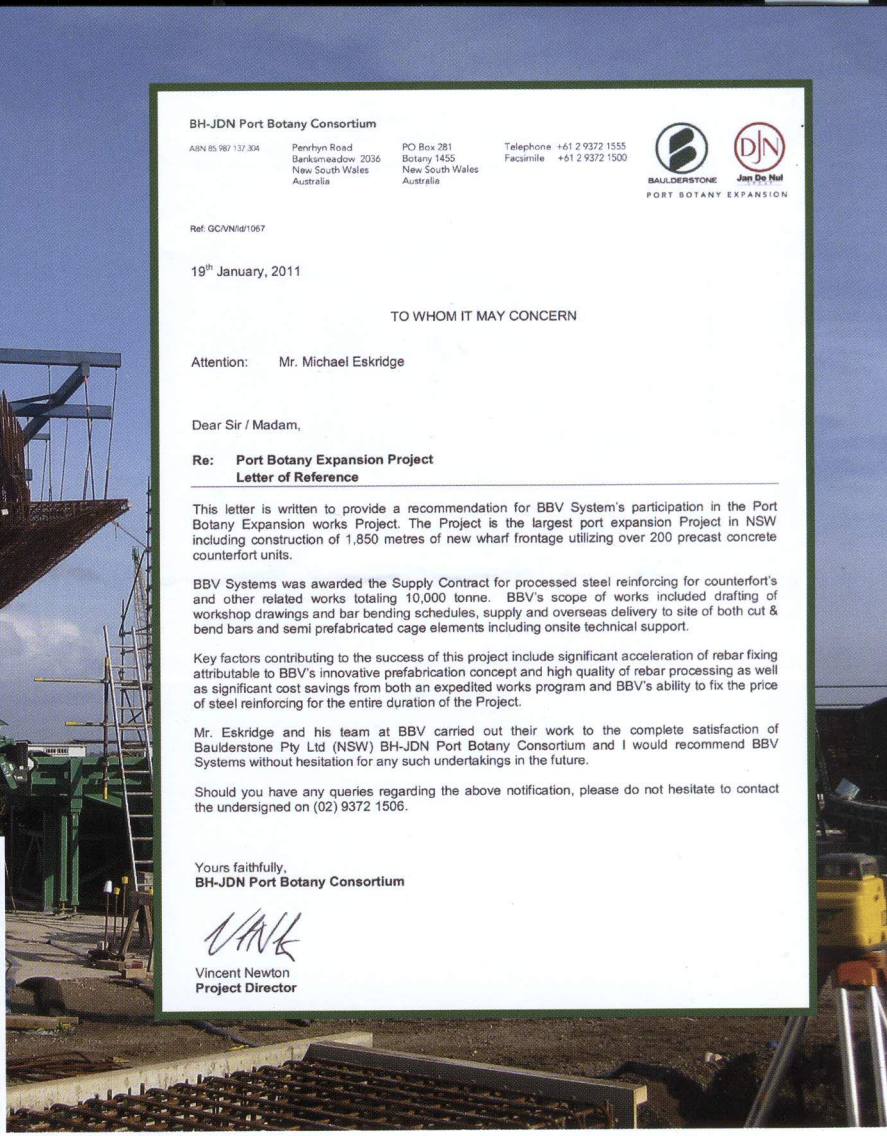 BH-JDN Port Botany Consortium
ABN 85 987 137 304
Penrhyn Road
Banksmeadow 2036
New South Wales
Australia
PO Box 281
Botany 1455
New South Wales
Australia
Telephone +61 2 9372 1555
Facsimile +61 2 9372 1500
BAULDERSTONE
DJN
Jan De Nul
PORT BOTANY EXPANSION
Ref: GC/VN/ld/1067
19th January, 2011
TO WHOM IT MAY CONCERN
Attention: Mr. Michael Eskridge
Dear Sir / Madam,
Re: Port Botany Expansion Project
Letter of Reference
This letter is written to provide a recommendation for BBV System's participation in the Port
Botany Expansion works Project. The Project is the largest port expansion Project in NSW
including construction of 1,850 metres of new wharf frontage utilizing over 200 precast concrete
counterfort units.
BBV Systems was awarded the Supply Contract for processed steel reinforcing for counterfort's
and other related works totaling 10,000 tonne. BBV's scope of works included drafting of
workshop drawings and bar bending schedules, supply and overseas delivery to site of both cut &
bend bars and semi prefabricated cage elements including onsite technical support.
Key factors contributing to the success of this project include significant acceleration of rebar fixing
attributable to BBV's innovative prefabrication concept and high quality of rebar processing as well
as significant cost savings from both an expedited works program and BBV's ability to fix the price
of steel reinforcing for the entire duration of the Project.
Mr. Eskridge and his team at BBV carried out their work to the complete satisfaction of
Baulderstone Pty Ltd (NSW) BH-JDN Port Botany Consortium and I would recommend BBV
Systems without hesitation for any such undertakings in the future.
Should you have any queries regarding the above notification, please do not hesitate to contact
the undersigned on (02) 9372 1506.
Yours faithfully,
BH-JDN Port Botany Consortium
Vincent Newton
Project Director